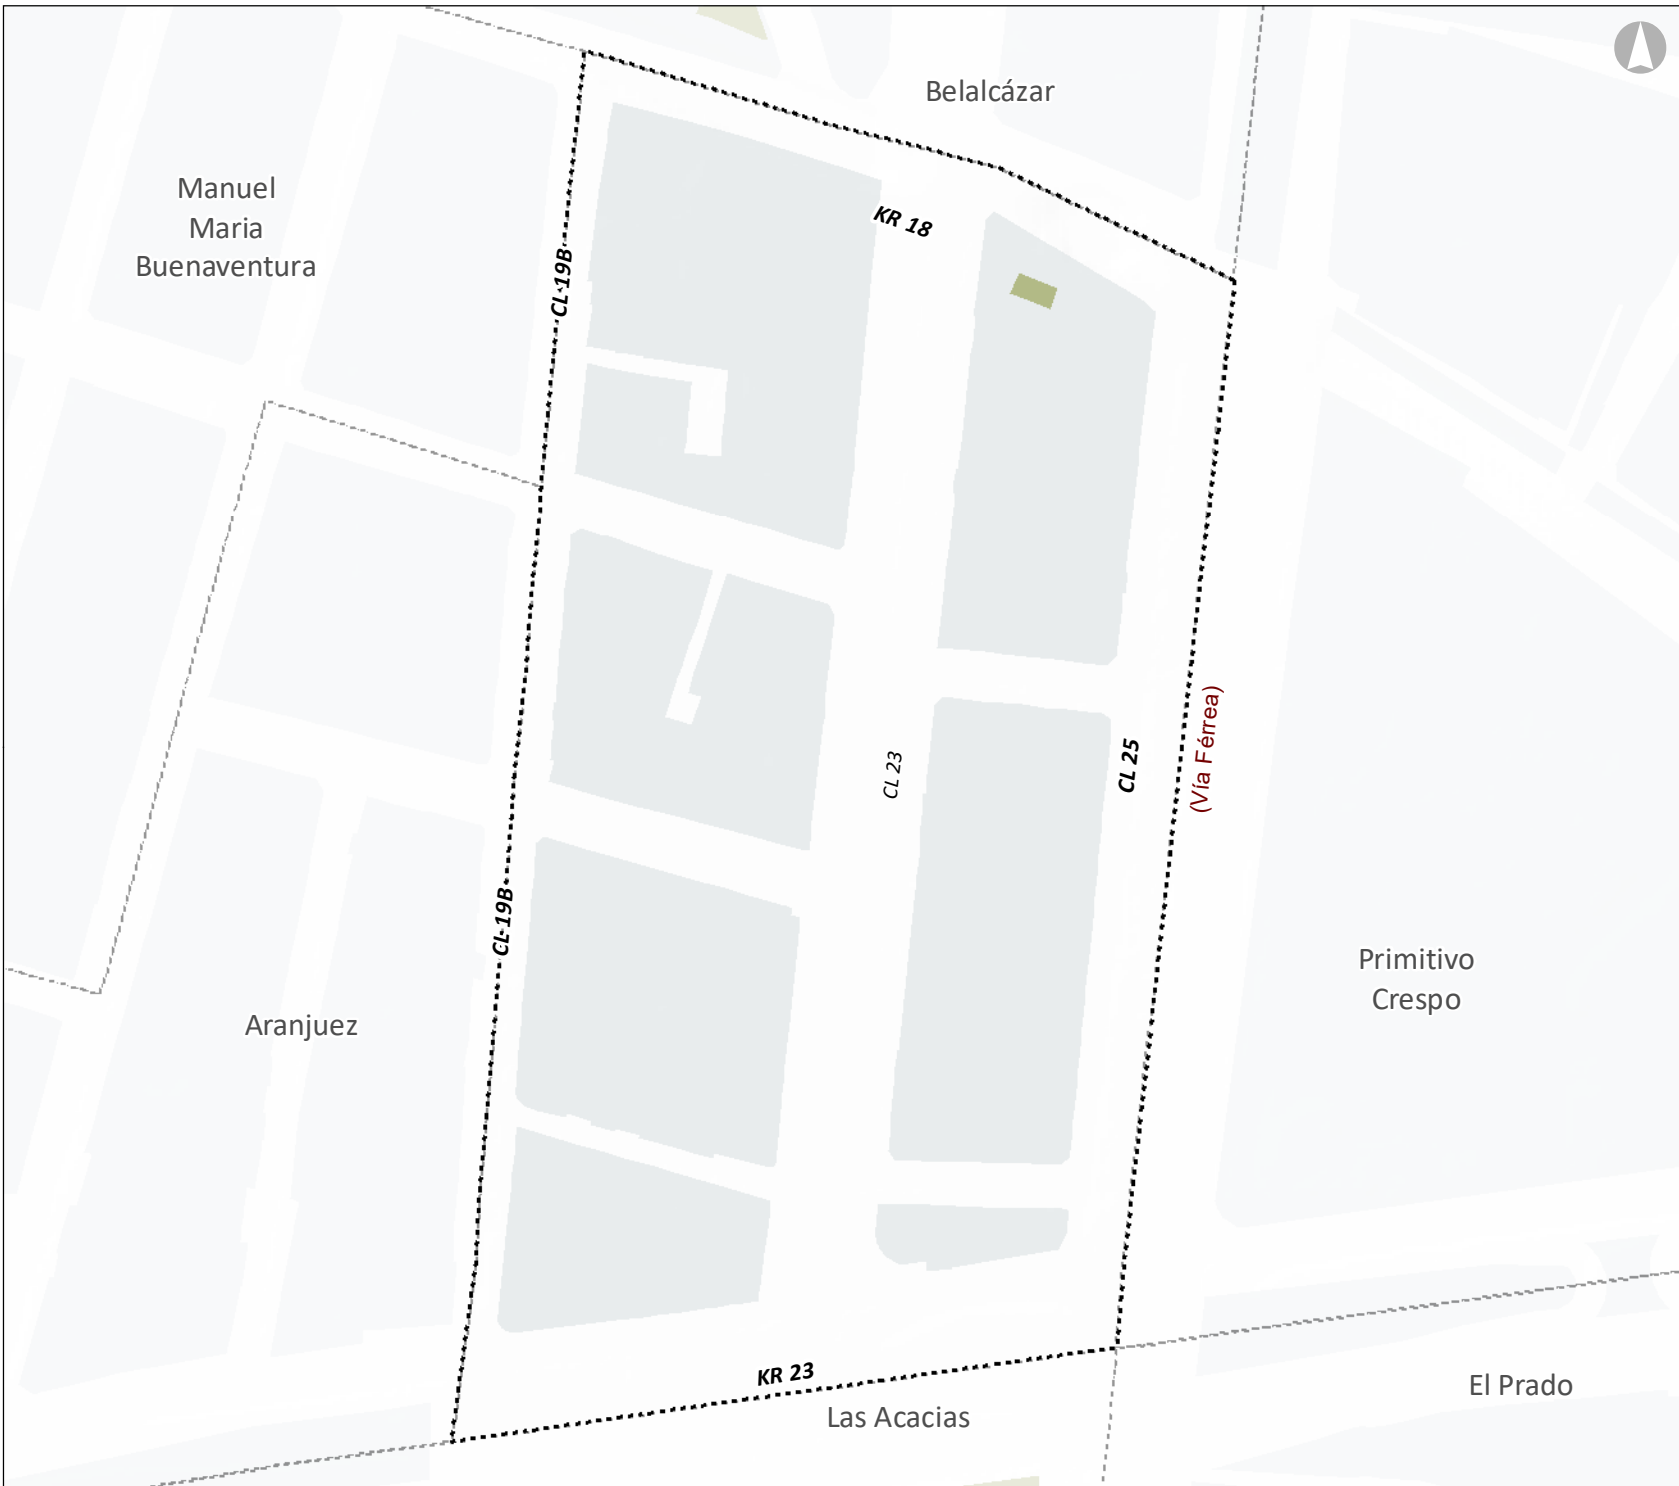 Belalcázar
Manuel
Maria
Buenaventura
KR 18
CL 19B
CL 23
CL 25
(Vía Férrea)
CL 19B
Primitivo
Crespo
Aranjuez
KR 23
El Prado
Las Acacias